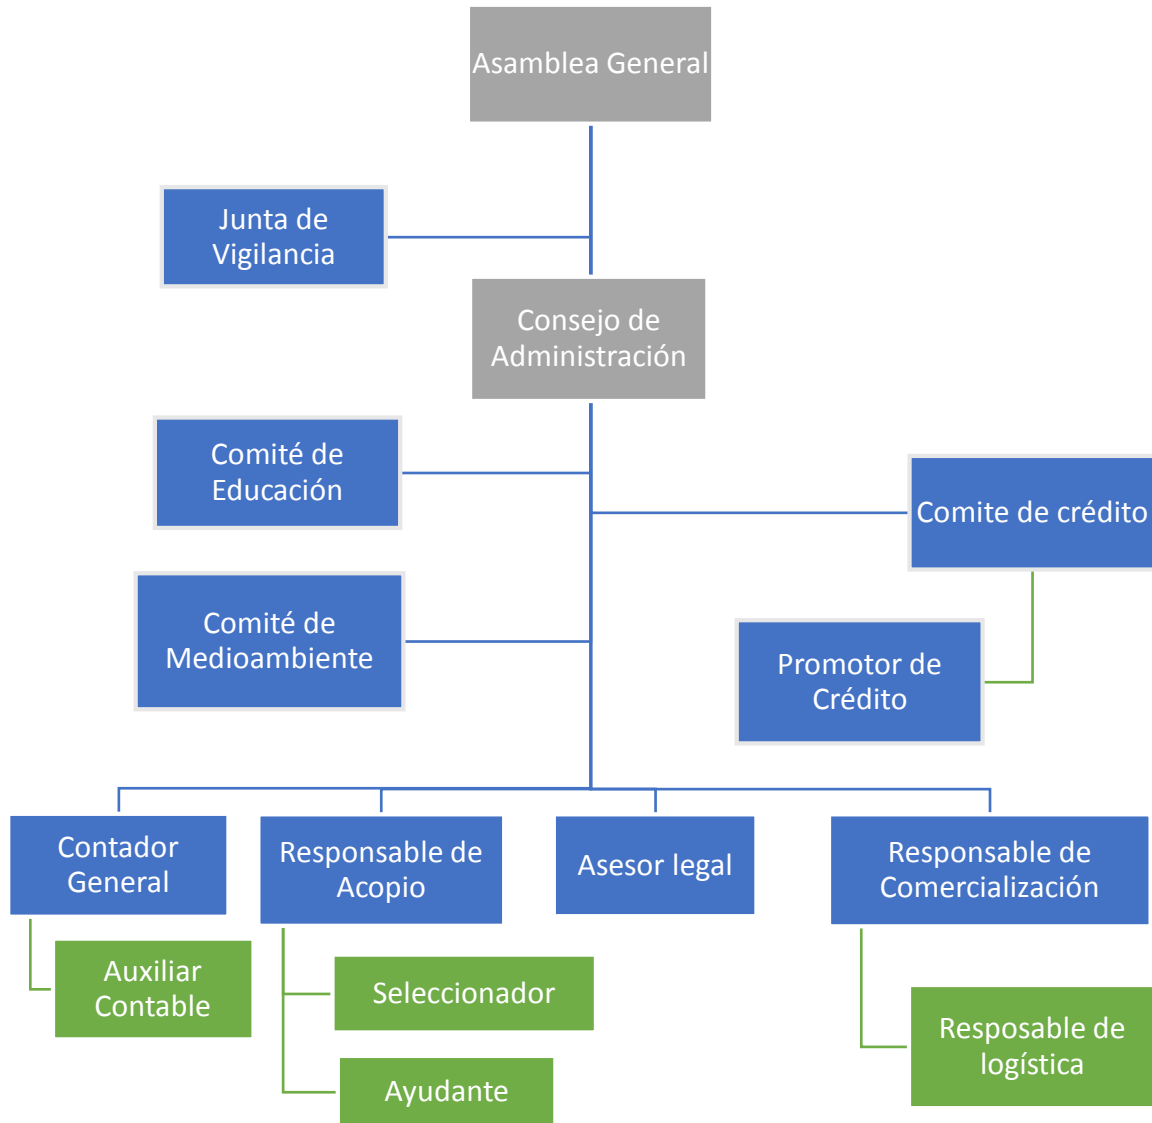 Asamblea General
Junta de
Vigilancia
Consejo de
Administración
Comité de
Educación
Comite de crédito
Comité de
Medioambiente
Promotor de
Crédito
Contador
General
Responsable de
Acopio
Asesor legal
Responsable de
Comercialización
Auxiliar
Contable
Seleccionador
Ayudante
Resposable de
logística